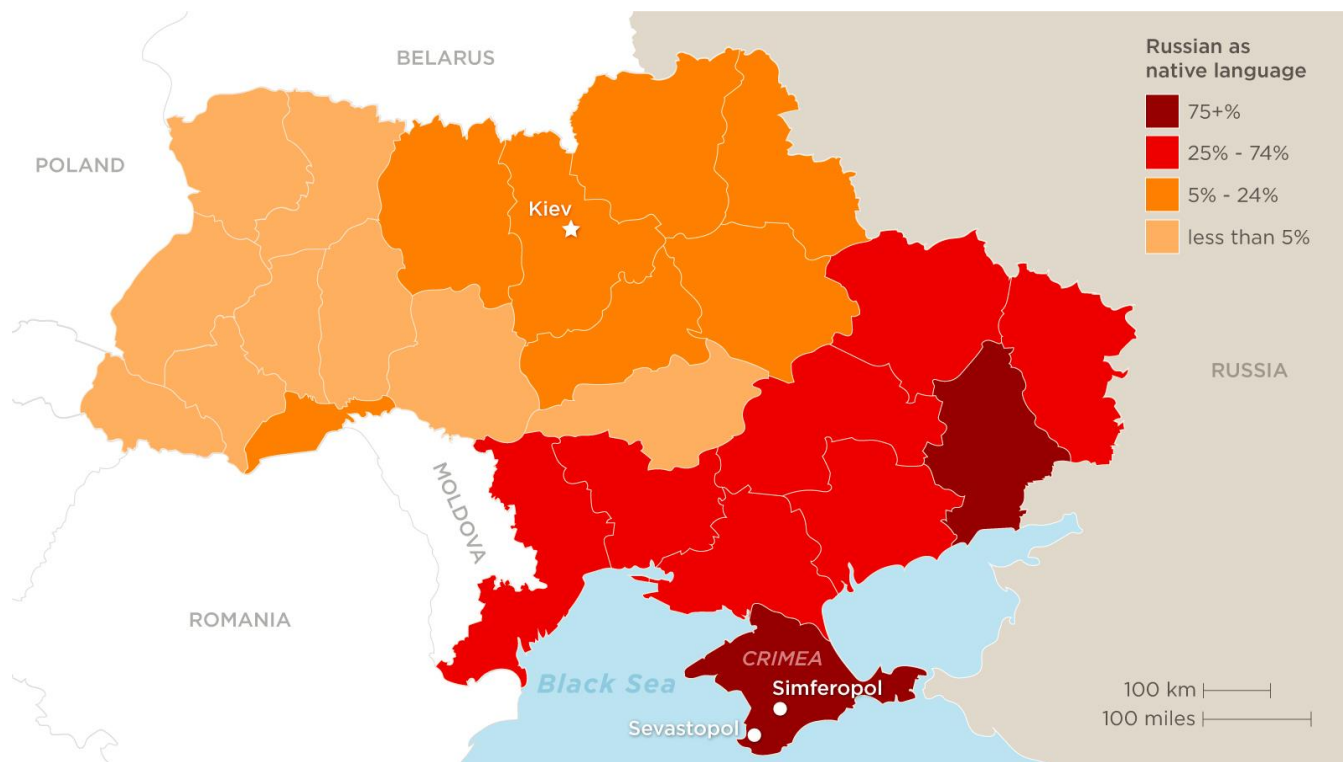 BELARUS
POLAND
Kiev
Russian as
native language
75+%
25% - 74%
5% - 24%
less than 5%
RUSSIA
MOLDOVA
ROMANIA
CRIMEA
Black Sea
Simferopol
Sevastopol
100 km
100 miles